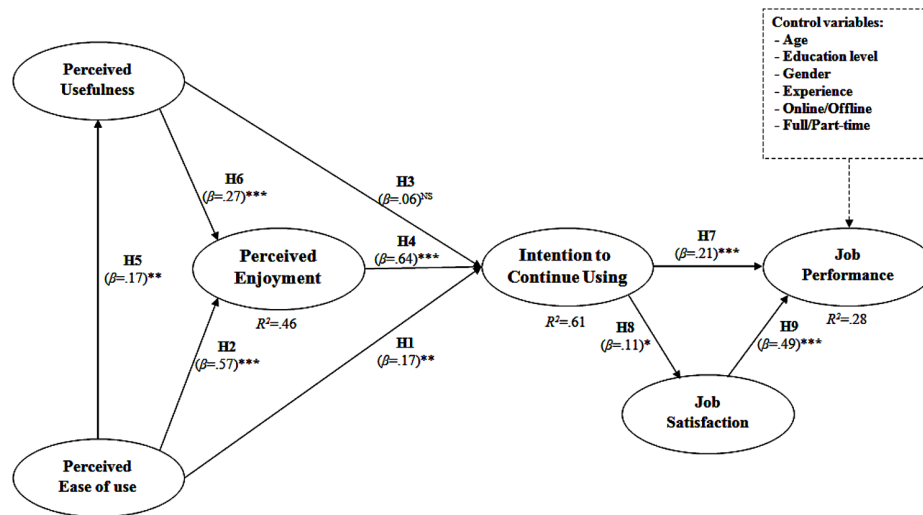 Control variables:
- Age
- Education level
- Gender
- Experience
- Online/Offline
- Full/Part-time
Perceived
Usefulness
H6
(β=.27)***
H3
(β=.06)NS
H5
(β=.17)**
Perceived
Enjoyment
R²=.46
H4
(β=.64)***
Intention to
Continue Using
R²=.61
H7
(β=.21)***
Job
Performance
R²=.28
H2
(β=.57)***
H1
(β=.17)**
H8
(β=.11)*
H9
(β=.49)***
Job
Satisfaction
Perceived
Ease of use